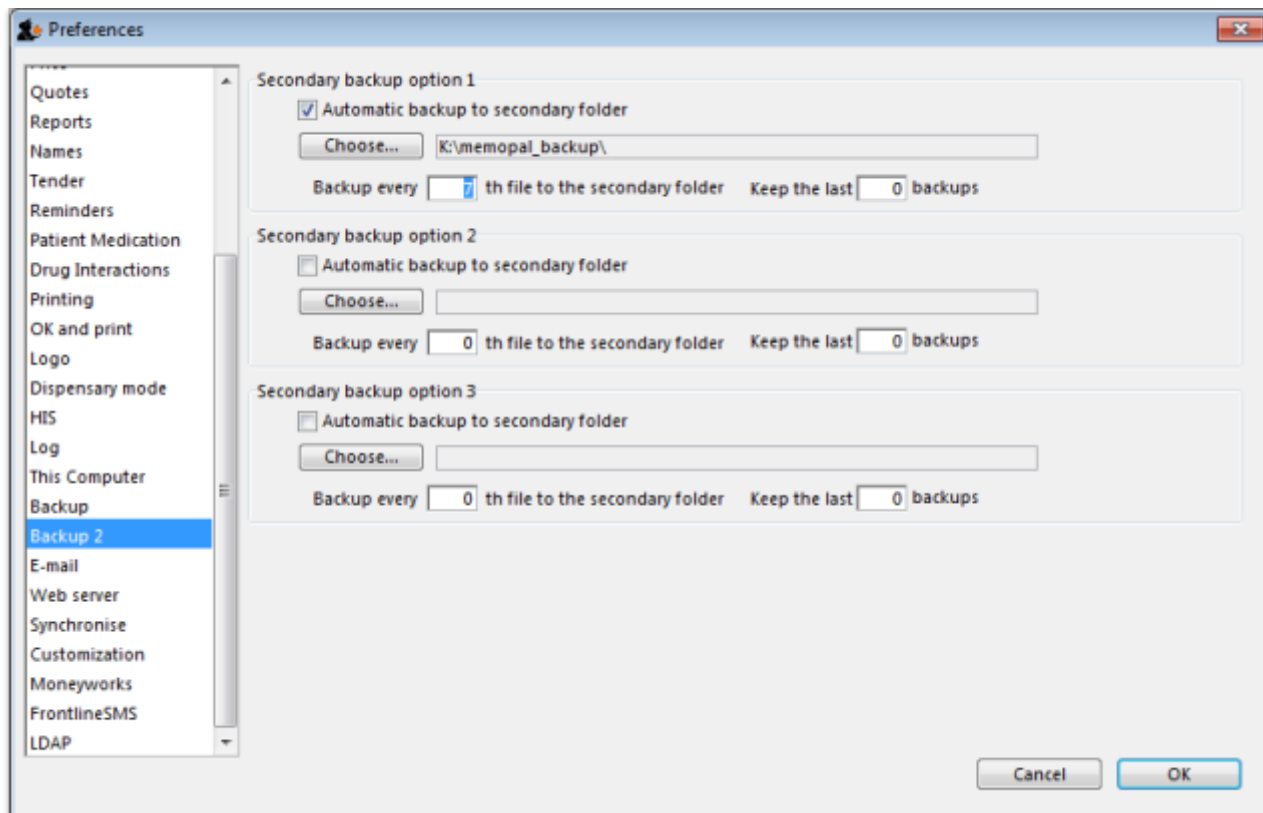 Preferences
Quotes
Reports
Names
Tender
Reminders
Patient Medication
Drug Interactions
Printing
OK and print
Logo
Dispensary mode
HIS
Log
This Computer
Backup
Backup 2
E-mail
Web server
Synchronise
Customization
Moneyworks
FrontlineSMS
LDAP
Secondary backup option 1
Automatic backup to secondary folder
Choose... K:\memopal_backup\
Backup every 7 th file to the secondary folder Keep the last 0 backups
Secondary backup option 2
Automatic backup to secondary folder
Choose...
Backup every 0 th file to the secondary folder Keep the last 0 backups
Secondary backup option 3
Automatic backup to secondary folder
Choose...
Backup every 0 th file to the secondary folder Keep the last 0 backups
Cancel OK